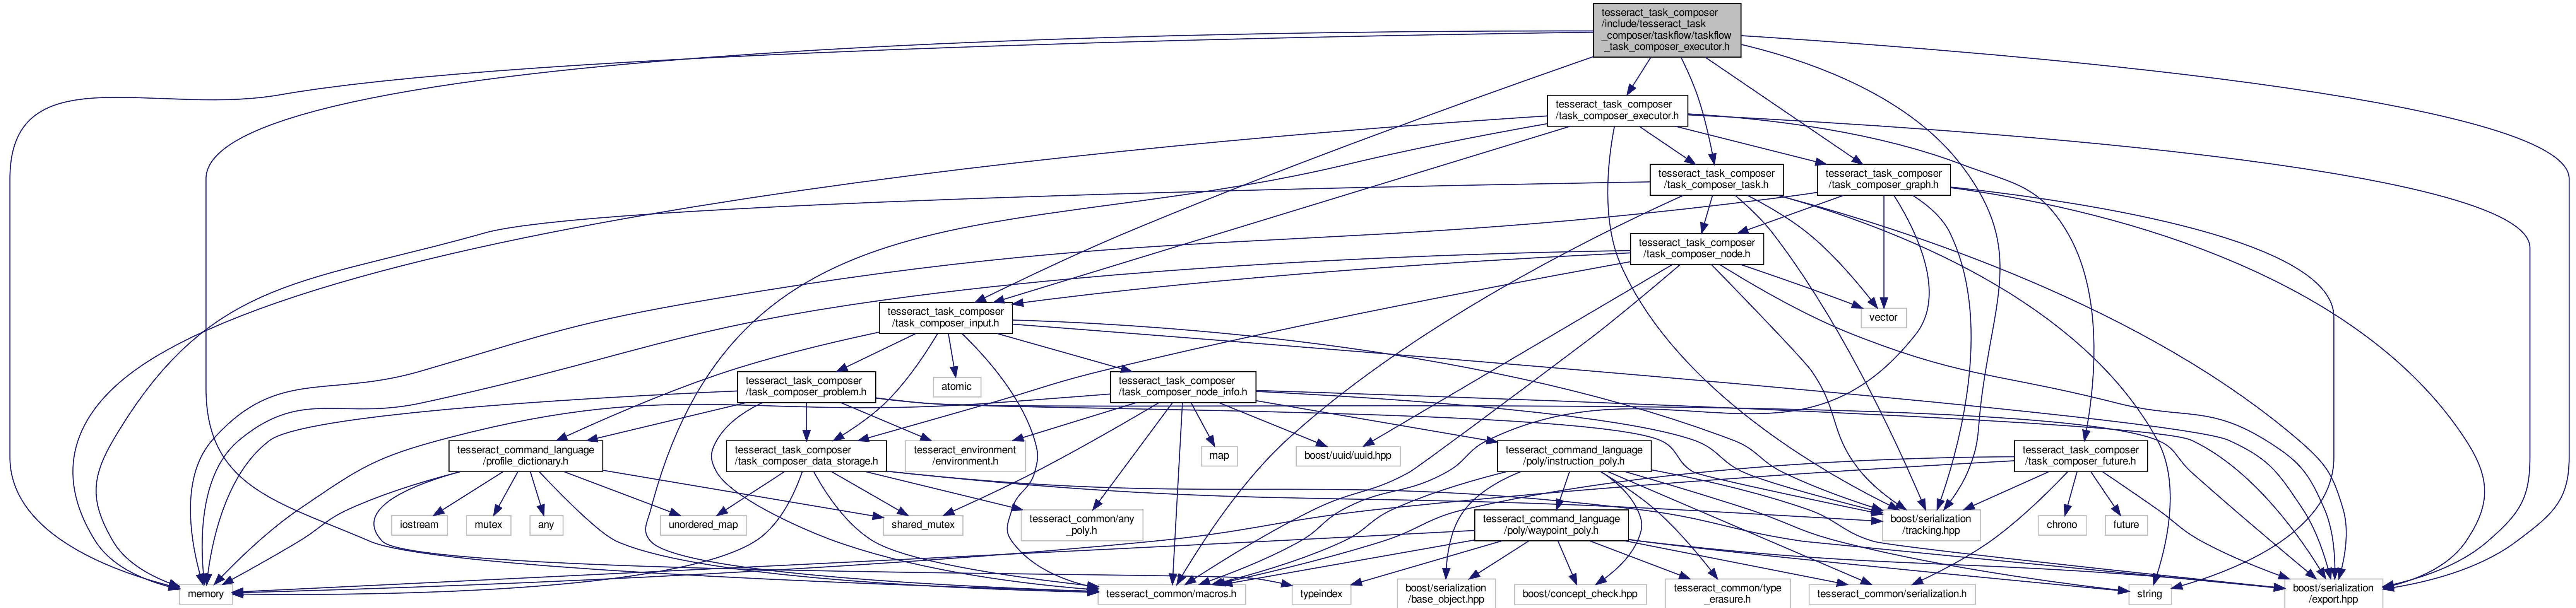 tesseract_task_composer
/include/tesseract_task
_composer/taskflow/taskflow
_task_composer_executor.h
tesseract_task_composer
/task_composer_executor.h
tesseract_task_composer
/task_composer_task.h
tesseract_task_composer
/task_composer_graph.h
tesseract_task_composer
/task_composer_node.h
tesseract_task_composer
/task_composer_input.h
vector
tesseract_task_composer
/task_composer_problem.h
atomic
tesseract_task_composer
/task_composer_node_info.h
tesseract_command_language
/profile_dictionary.h
tesseract_task_composer
/task_composer_data_storage.h
tesseract_environment
/environment.h
map
boost/uuid/uuid.hpp
tesseract_command_language
/poly/instruction_poly.h
tesseract_task_composer
/task_composer_future.h
iostream
mutex
any
unordered_map
shared_mutex
tesseract_common/any
_poly.h
tesseract_command_language
/poly/waypoint_poly.h
boost/serialization
/tracking.hpp
chrono
future
memory
tesseract_common/macros.h
typeindex
boost/serialization
/base_object.hpp
boost/concept_check.hpp
tesseract_common/type
_erasure.h
tesseract_common/serialization.h
string
boost/serialization
/export.hpp